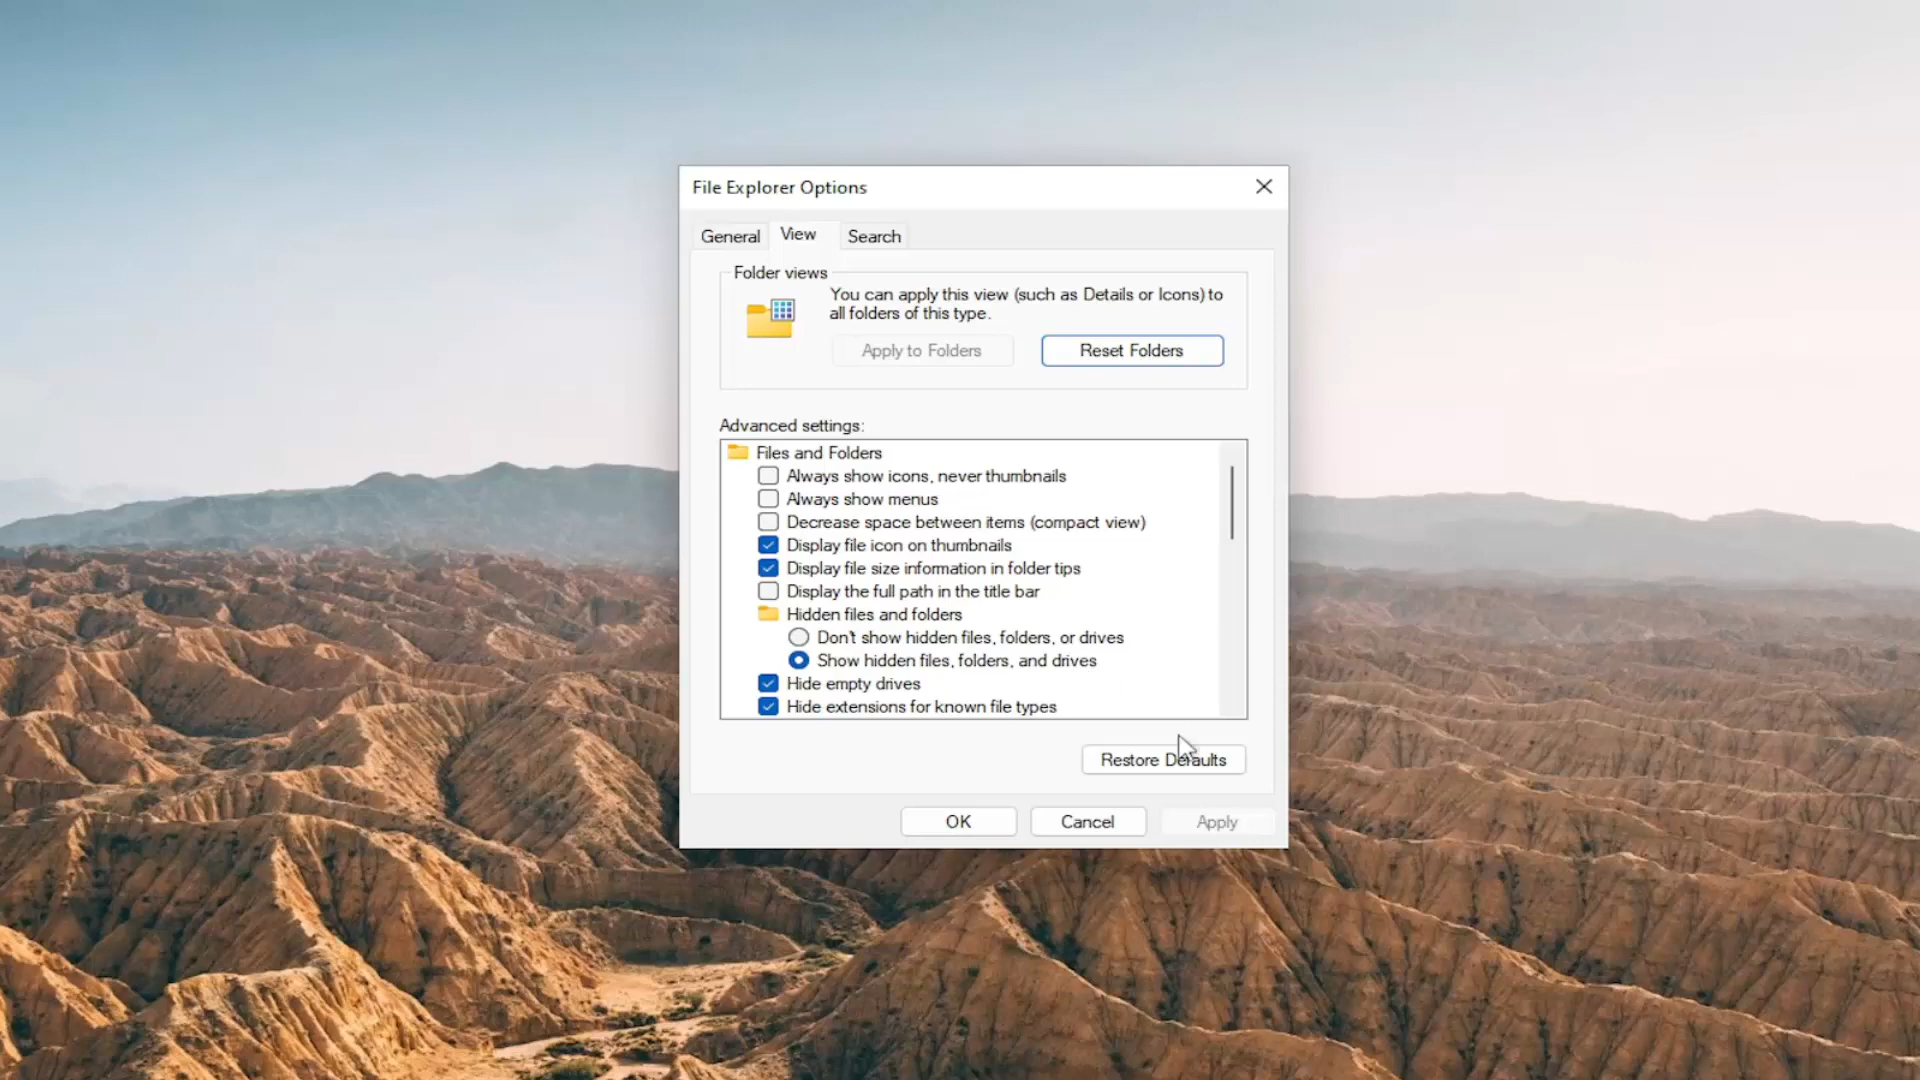 File Explorer Options
General
View
Search
Folder views
You can apply this view (such as Details or Icons) to
all folders of this type.
Apply to Folders
Reset Folders
Advanced settings:
Files and Folders
Always show icons, never thumbnails
Always show menus
Decrease space between items (compact view)
Display file icon on thumbnails
Display file size information in folder tips
Display the full path in the title bar
Hidden files and folders
Don't show hidden files, folders, or drives
Show hidden files, folders, and drives
Hide empty drives
Hide extensions for known file types
Restore Defaults
OK
Cancel
Apply